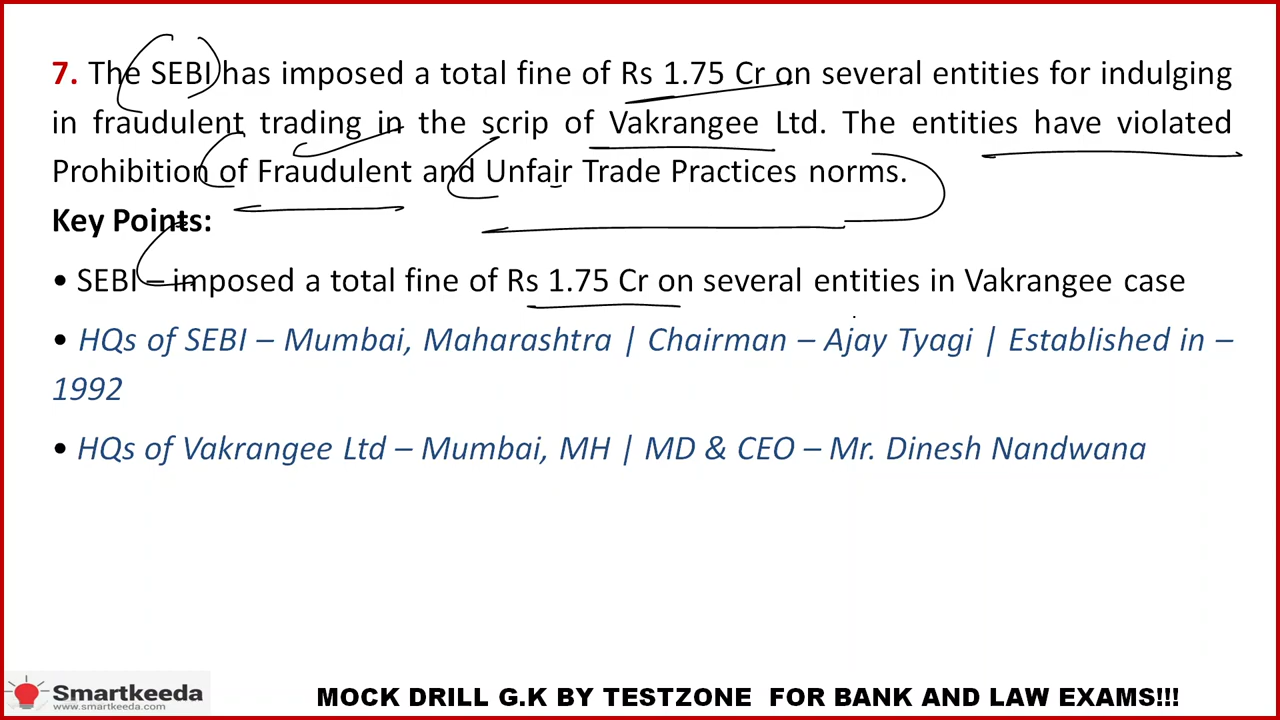 7. The SEBI has imposed a total fine of Rs 1.75 Cr on several entities for indulging
in fraudulent trading in the scrip of Vakrangee Ltd. The entities have violated
Prohibition of Fraudulent and Unfair Trade Practices norms.
Key Points:
• SEBI – imposed a total fine of Rs 1.75 Cr on several entities in Vakrangee case
• HQs of SEBI – Mumbai, Maharashtra | Chairman – Ajay Tyagi | Established in –
1992
• HQs of Vakrangee Ltd – Mumbai, MH | MD & CEO – Mr. Dinesh Nandwana
Smartkeeda
www.smartkeeda.com
MOCK DRILL G.K BY TESTZONE FOR BANK AND LAW EXAMS!!!